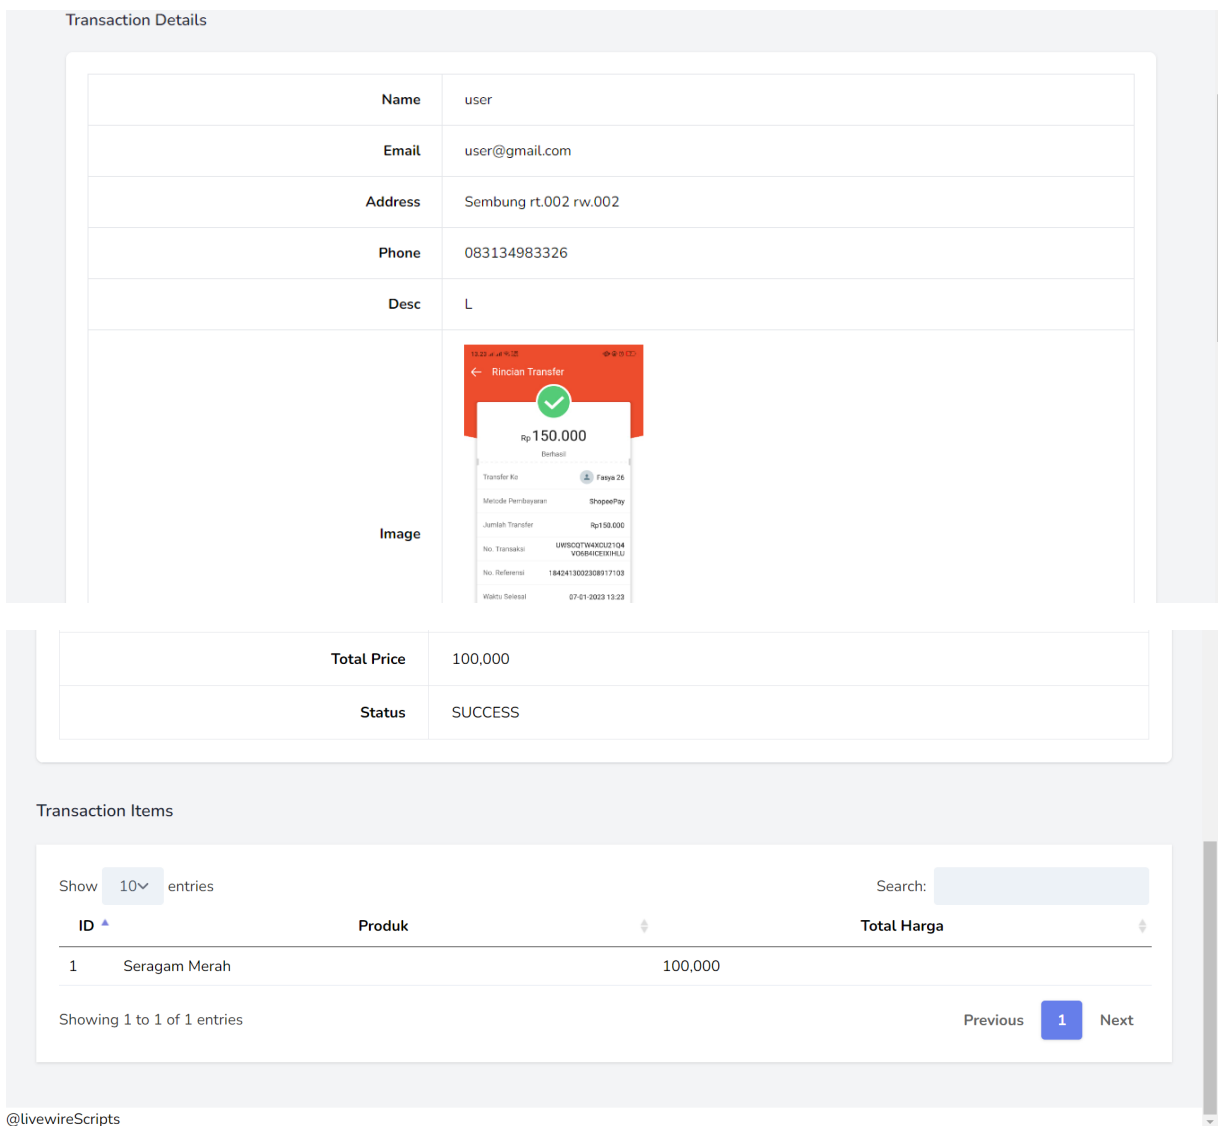 Transaction Details
Name user
Email user@gmail.com
Address Sembung rt.002 rw.002
Phone 083134983326
Desc L
Image
13.23
Rincian Transfer
Rp 150.000
Berhasil
Transfer Ke Fasya 26
Metode Pembayaran ShopeePay
Jumlah Transfer Rp150.000
No. Transaksi
No. Referensi 1842413002308917103
Waktu Selesai 07-01-2023 13:23
Total Price 100,000
Status SUCCESS
Transaction Items
Show 10 entries Search:
ID Produk Total Harga
1 Seragam Merah 100,000
Showing 1 to 1 of 1 entries Previous 1 Next
@livewireScripts